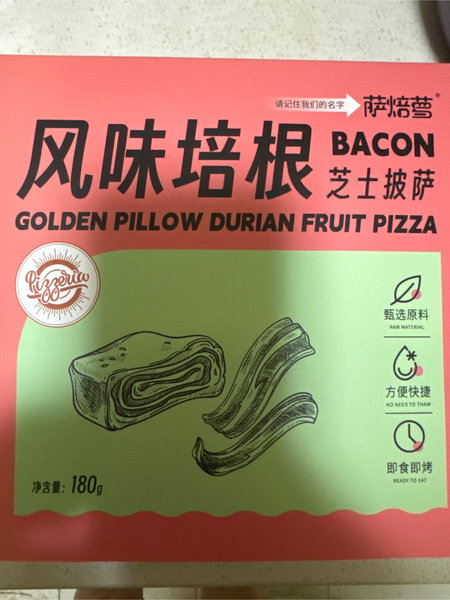 请记住我们的名字
萨焙萼®
风味培根
BACON
芝士披萨
GOLDEN PILLOW DURIAN FRUIT PIZZA
Pizzeria
甄选原料
RAW MATERIAL
方便快捷
NO NEED TO THAW
即食即烤
READY TO EAT
净含量：180g